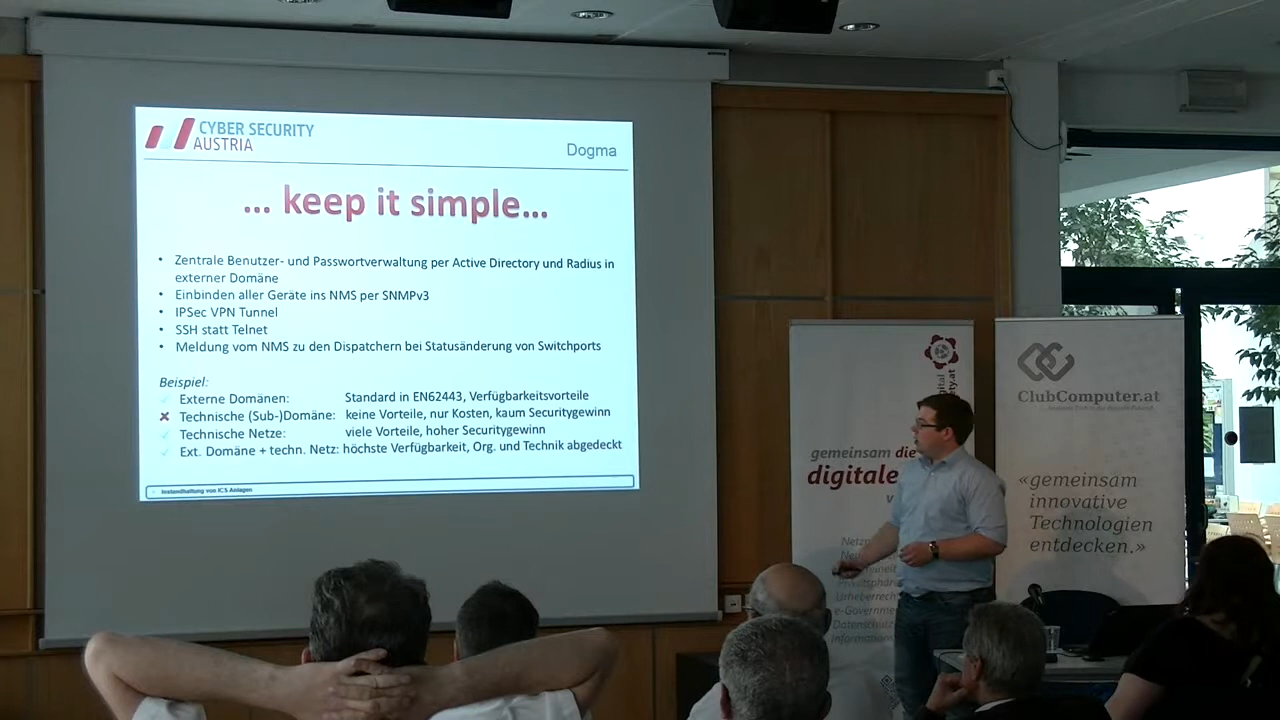 CYBER SECURITY
AUSTRIA
Dogma
... keep it simple...
• Zentrale Benutzer- und Passwortverwaltung per Active Directory und Radius in
externer Domäne
• Einbinden aller Geräte ins NMS per SNMPv3
• IPSec VPN Tunnel
• SSH statt Telnet
• Meldung vom NMS zu den Dispatchern bei Statusänderung von Switchports
Beispiel:
Externe Domänen: Standard in EN62443, Verfügbarkeitsvorteile
Technische (Sub-)Domäne: keine Vorteile, nur Kosten, kaum Securitygewinn
Technische Netze: viele Vorteile, hoher Securitygewinn
Ext. Domäne + techn. Netz: höchste Verfügbarkeit, Org. und Technik abgedeckt
Instandhaltung von ICS Anlagen
gemeinsam die
digitale
ClubComputer.at
«gemeinsam
innovative
Technologien
entdecken.»